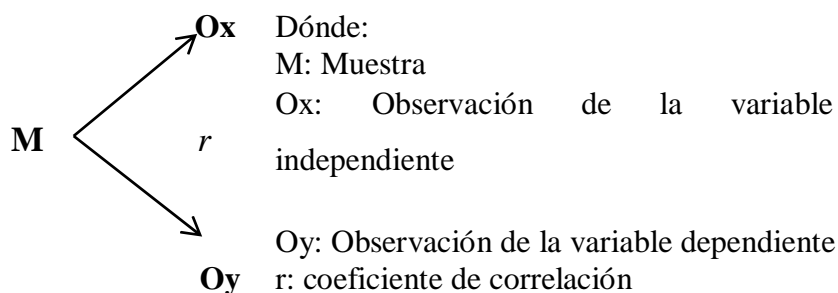 Ox Dónde:
M: Muestra
Ox: Observación de la variable
M r
independiente
Oy: Observación de la variable dependiente
Oy r: coeficiente de correlación